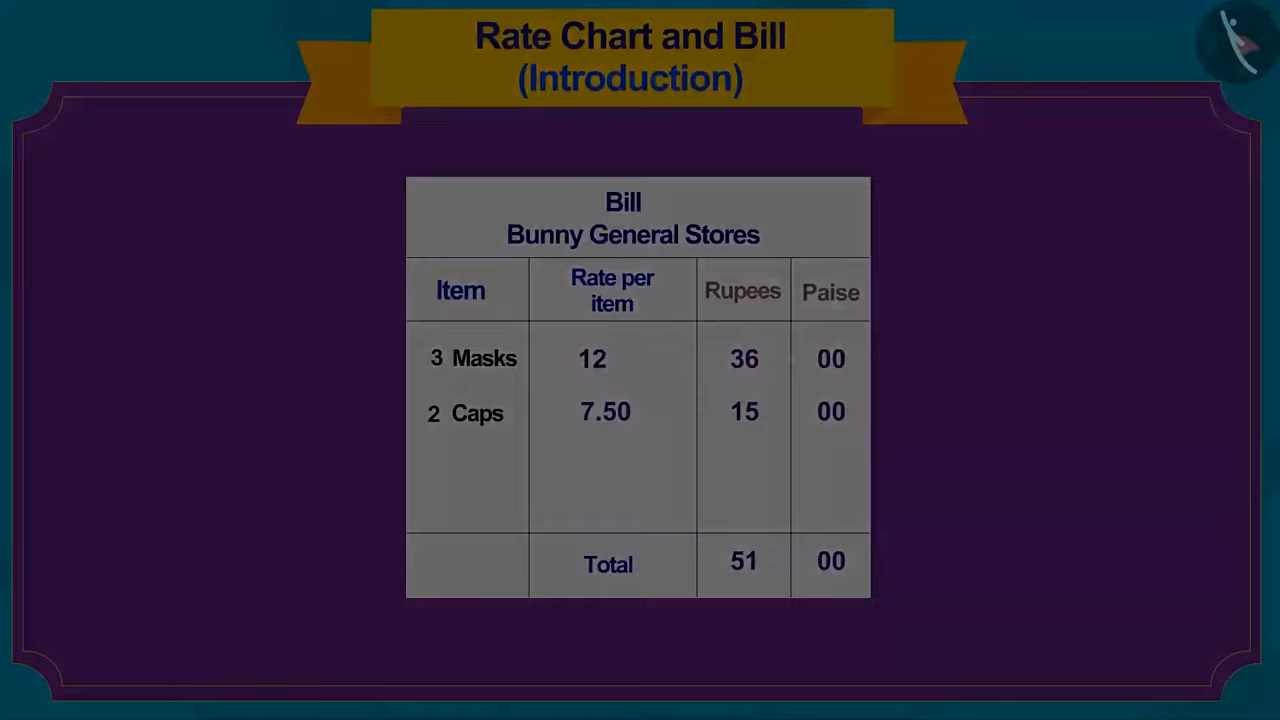 Rate Chart and Bill
(Introduction)
Bill
Bunny General Stores
Item Rate per item Rupees Paise
3 Masks 12 36 00
2 Caps 7.50 15 00
Total 51 00